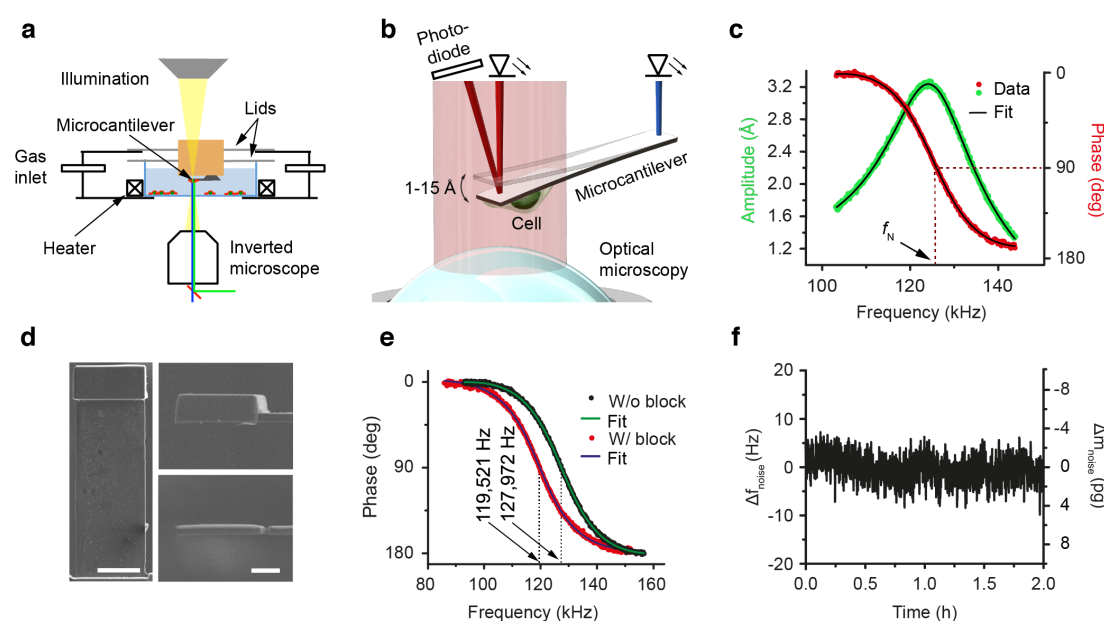 a
Illumination
Lids
Microcantilever
Gas
inlet
Heater
Inverted
microscope
b
Photo-
diode
1-15 Å
Microcantilever
Cell
Optical
microscopy
c
3.2
2.8
2.4
2.0
1.6
1.2
Amplitude (Å)
Data
Fit
fN
0
90
180
Phase (deg)
100
120
140
Frequency (kHz)
d
e
0
90
180
Phase (deg)
W/o block
Fit
W/ block
Fit
119,521 Hz
127,972 Hz
80
100
120
140
160
Frequency (kHz)
f
20
10
0
-10
-20
Δfnoise (Hz)
-8
-4
0
4
8
Δmnoise (pg)
0.0
0.5
1.0
1.5
2.0
Time (h)